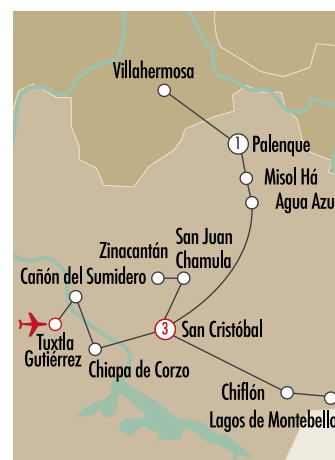 Villahermosa
1
Palenque
Misol Há
Agua Azu
San Juan
Chamula
Zinacantán
Cañón del Sumidero
3
San Cristóbal
Tuxtla
Gutiérrez
Chiapa de Corzo
Chiflón
Lagos de Montebello